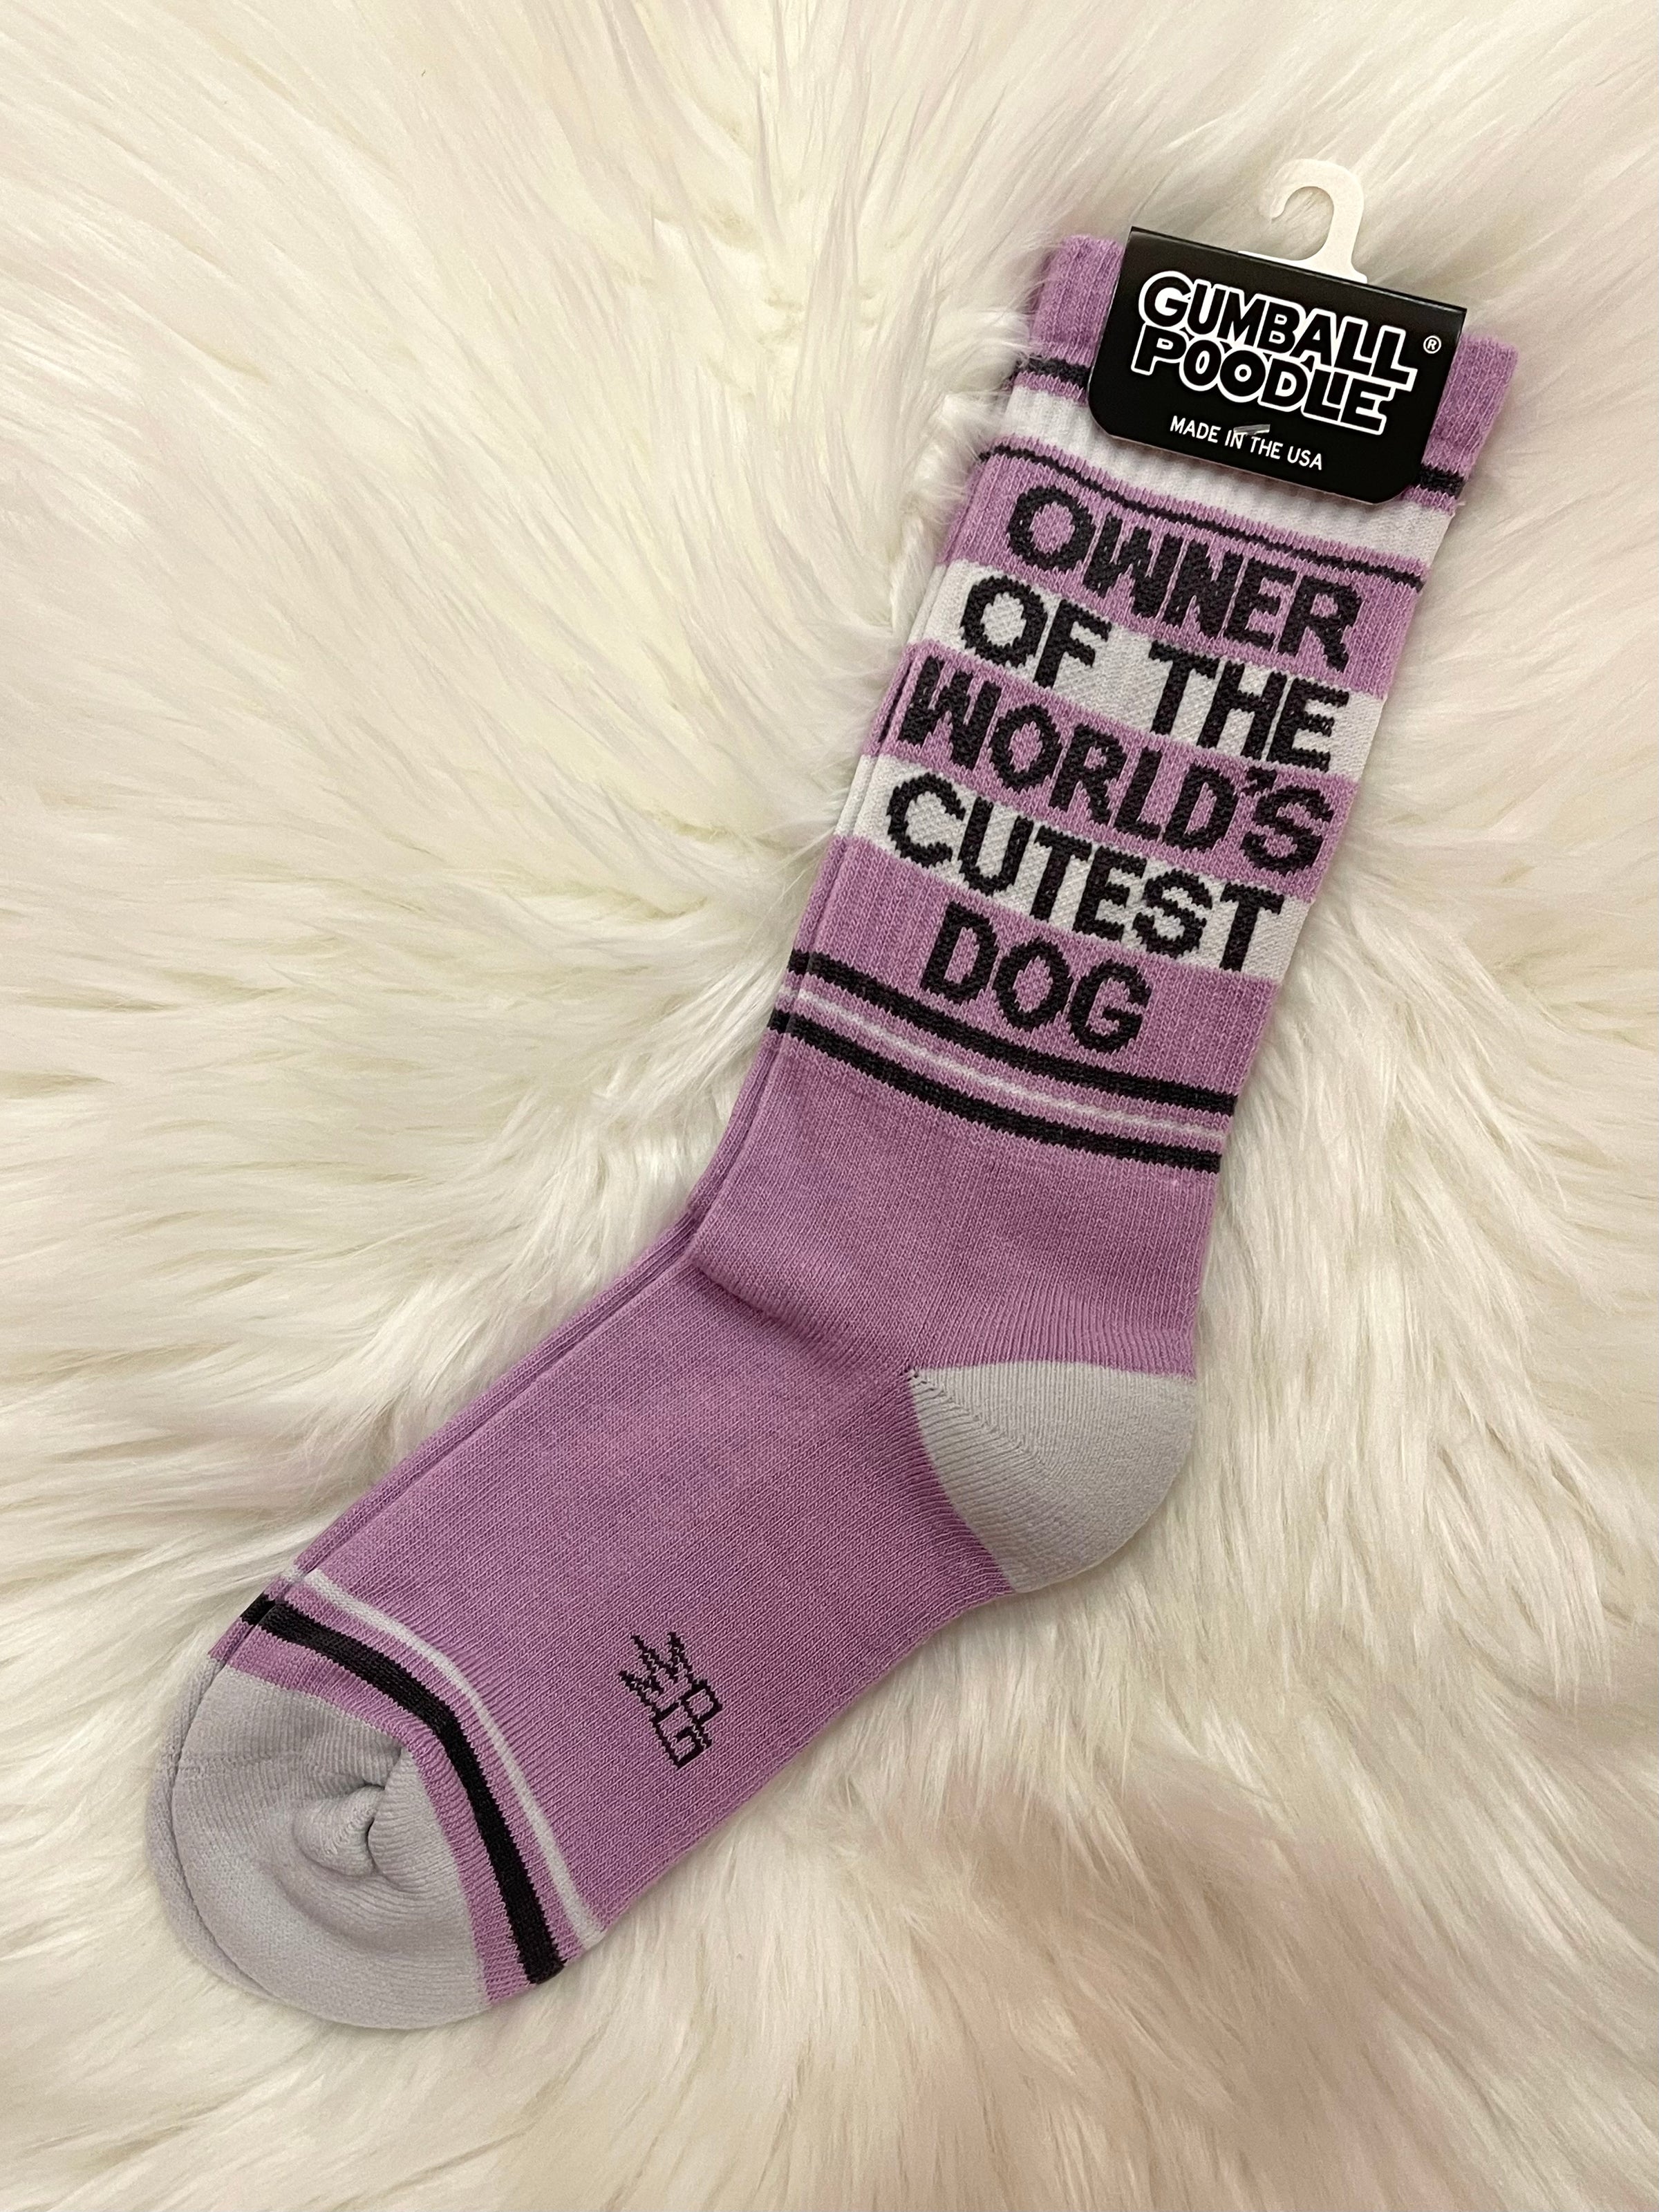 GUMBALL ®
POODLE
MADE IN THE USA
OWNER
OF THE
WORLD'S
CUTEST
DOG